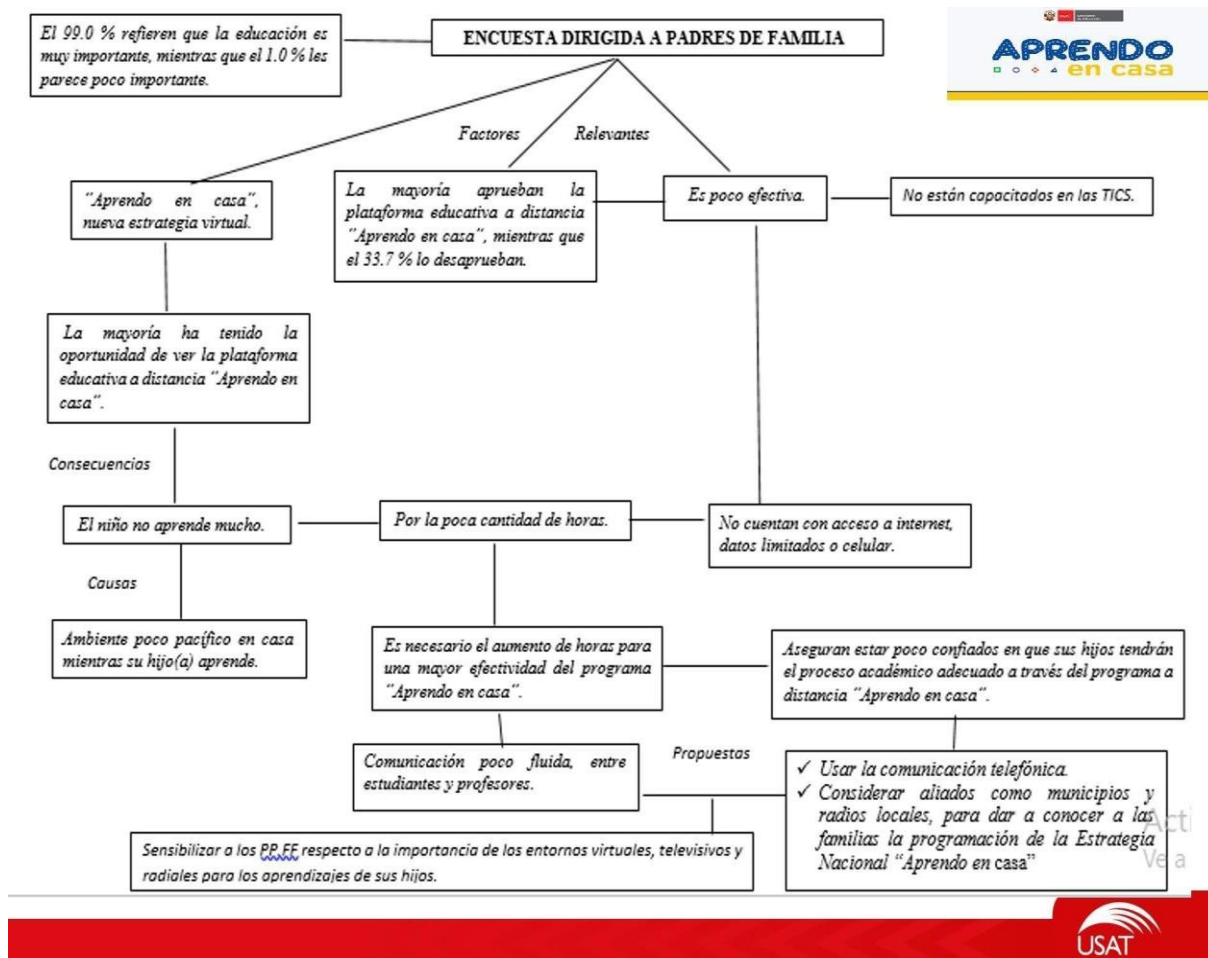 El 99.0 % refieren que la educación es
muy importante, mientras que el 1.0 % les
parece poco importante.
ENCUESTA DIRIGIDA A PADRES DE FAMILIA
APRENDO
en casa
Factores
Relevantes
"Aprendo en casa",
nueva estrategia virtual.
La mayoría aprueban la
plataforma educativa a distancia
"Aprendo en casa", mientras que
el 33.7 % lo desaprueban.
Es poco efectiva.
No están capacitados en las TICS.
La mayoría ha tenido la
oportunidad de ver la plataforma
educativa a distancia "Aprendo en
casa".
Consecuencias
El niño no aprende mucho.
Por la poca cantidad de horas.
No cuentan con acceso a internet,
datos limitados o celular.
Causas
Ambiente poco pacífico en casa
mientras su hijo(a) aprende.
Es necesario el aumento de horas para
una mayor efectividad del programa
"Aprendo en casa".
Aseguran estar poco confiados en que sus hijos tendrán
el proceso académico adecuado a través del programa a
distancia "Aprendo en casa".
Comunicación poco fluida, entre
estudiantes y profesores.
Propuestas
✓ Usar la comunicación telefónica.
✓ Considerar aliados como municipios y
radios locales, para dar a conocer a las
familias la programación de la Estrategia
Nacional "Aprendo en casa"
Acti
Ve a
Sensibilizar a los PP.FF respecto a la importancia de los entornos virtuales, televisivos y
radiales para los aprendizajes de sus hijos.
USAT